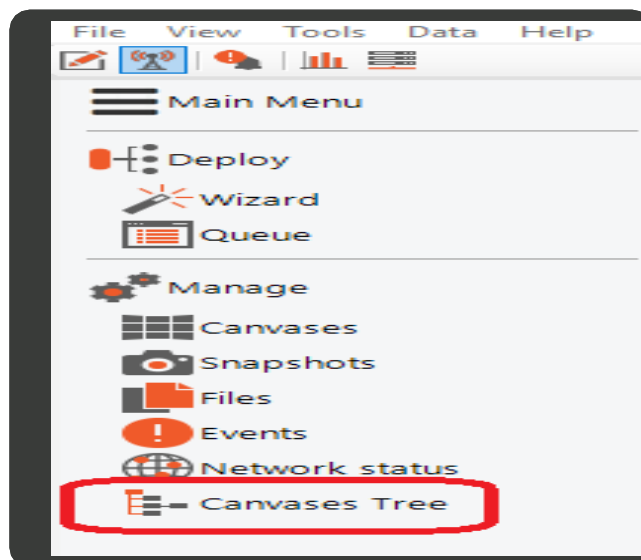 File View Tools Data Help
Main Menu
Deploy
Wizard
Queue
Manage
Canvases
Snapshots
Files
Events
Network status
Canvases Tree